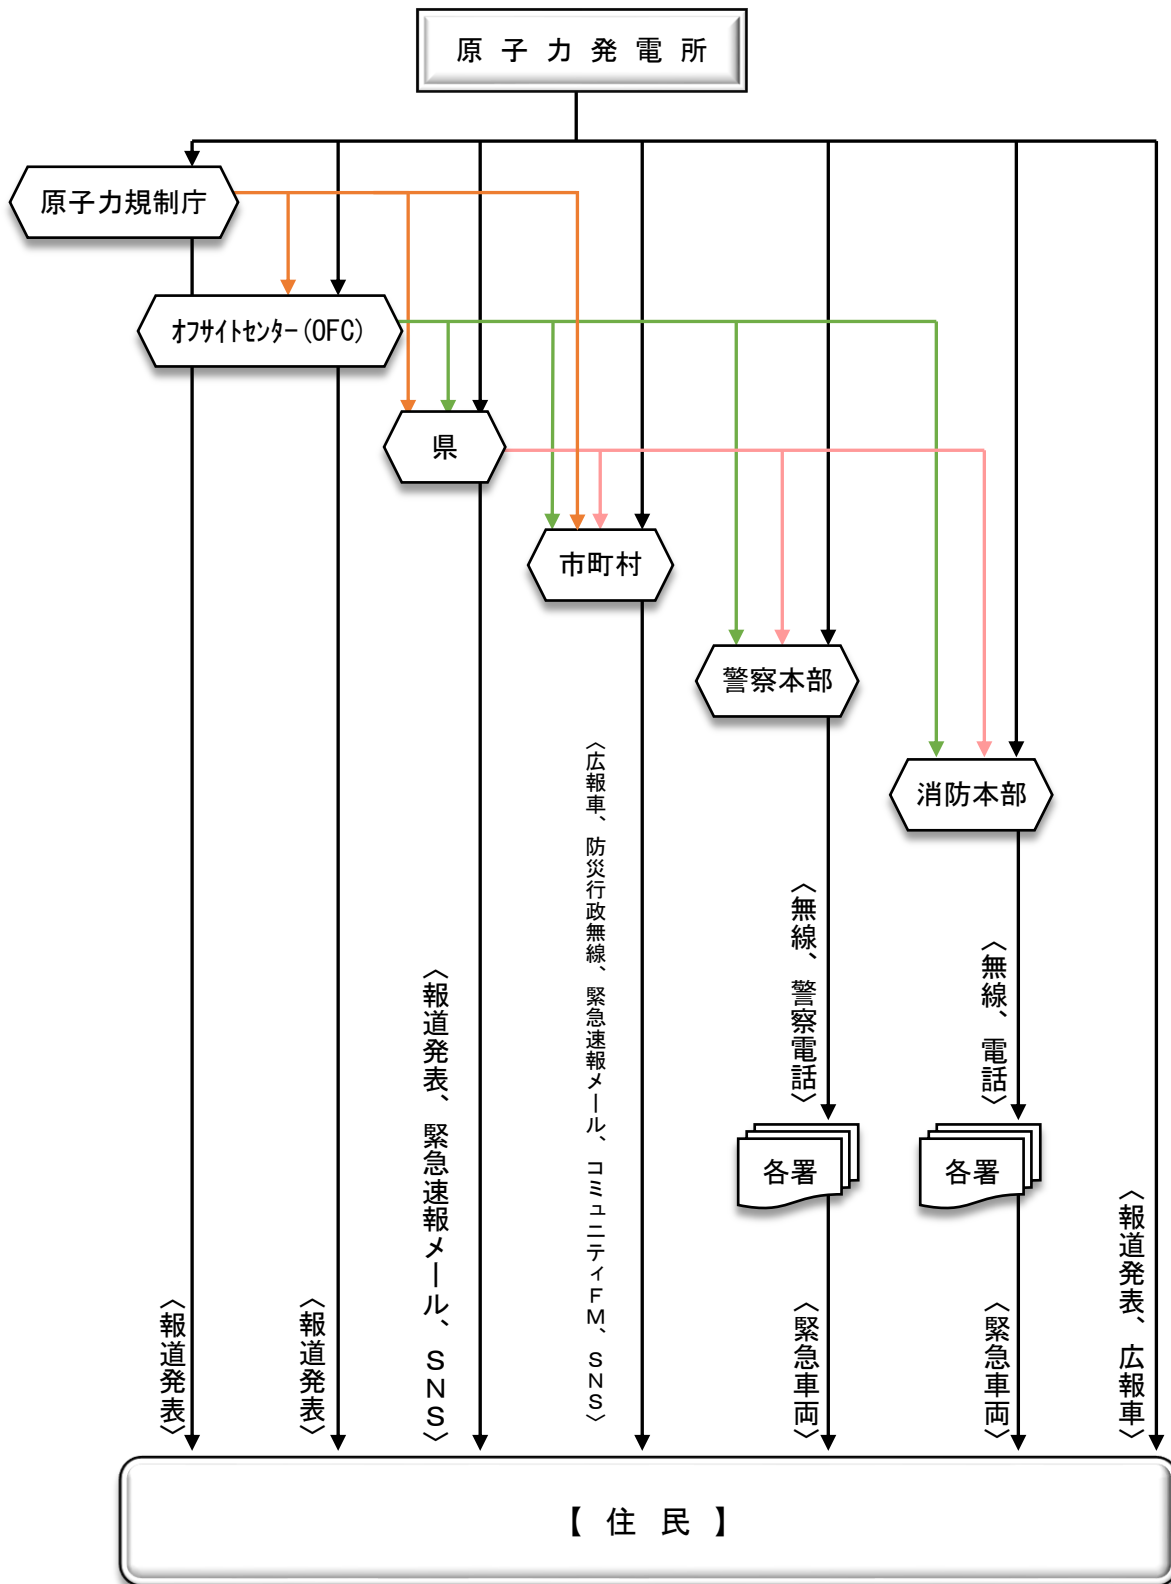 原子力発電所
原子力規制庁
オフサイトセンター(OFC)
県
市町村
警察本部
消防本部
〈広報車、防災行政無線、緊急速報メール、コミュニティFM、SNS〉
〈無線、警察電話〉
〈無線、電話〉
〈報道発表、緊急速報メール、SNS〉
各署
各署
〈報道発表〉
〈報道発表〉
〈緊急車両〉
〈緊急車両〉
〈報道発表、広報車〉
【住民】